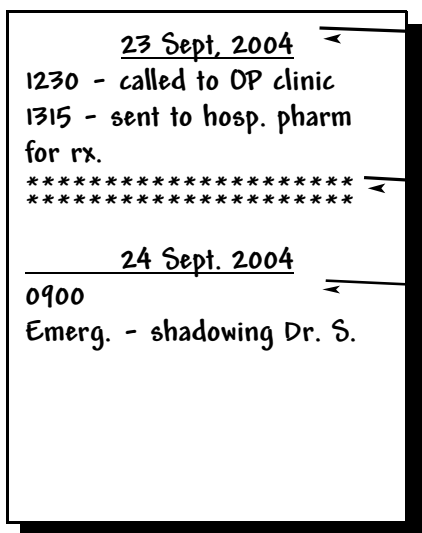 23 Sept, 2004
1230 - called to OP clinic
1315 - sent to hosp. pharm
for rx.
*********************
*********************
24 Sept. 2004
0900
Emerg. - shadowing Dr. S.